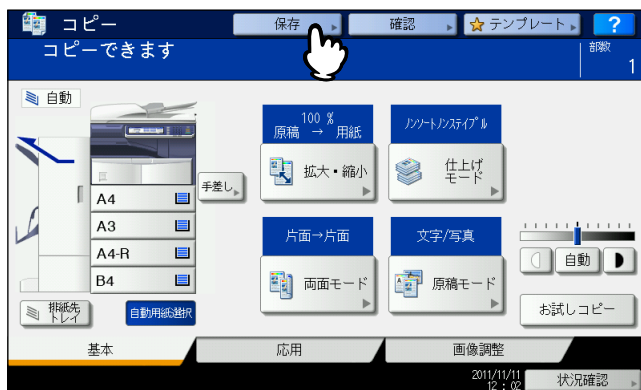 コピー
保存
確認
テンプレート
?
コピーできます
部数
1
自動
100 %
原稿 → 用紙
ノンソートノンステイプル
拡大・縮小
仕上げ
モード
手差し
A4
A3
A4-R
B4
片面→片面
文字/写真
両面モード
原稿モード
自動
排紙先
トレイ
自動用紙選択
お試しコピー
基本
応用
画像調整
2011/11/11
12 : 02
状況確認